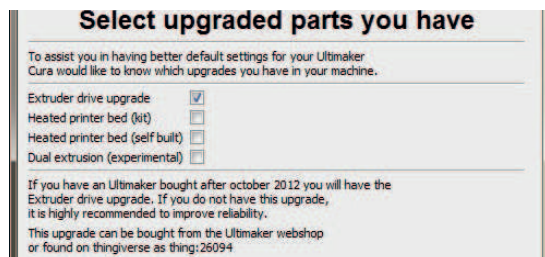 Select upgraded parts you have
To assist you in having better default settings for your Ultimaker
Cura would like to know which upgrades you have in your machine.
Extruder drive upgrade
Heated printer bed (kit)
Heated printer bed (self built)
Dual extrusion (experimental)
If you have an Ultimaker bought after october 2012 you will have the
Extruder drive upgrade. If you do not have this upgrade,
it is highly recommended to improve reliability.
This upgrade can be bought from the Ultimaker webshop
or found on thingiverse as thing:26094